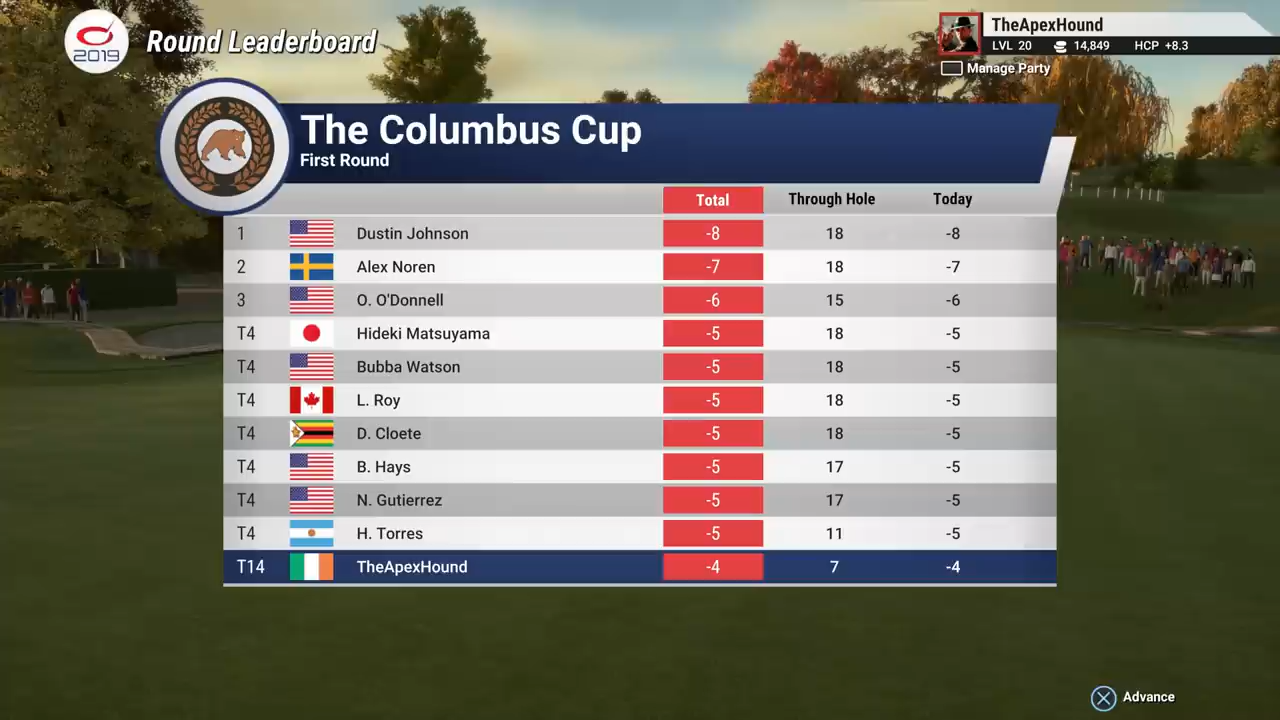 2019
Round Leaderboard
TheApexHound
LVL 20 14,849 HCP +8.3
Manage Party
The Columbus Cup
First Round
Total Through Hole Today
1 Dustin Johnson -8 18 -8
2 Alex Noren -7 18 -7
3 O. O'Donnell -6 15 -6
T4 Hideki Matsuyama -5 18 -5
T4 Bubba Watson -5 18 -5
T4 L. Roy -5 18 -5
T4 D. Cloete -5 18 -5
T4 B. Hays -5 17 -5
T4 N. Gutierrez -5 17 -5
T4 H. Torres -5 11 -5
T14 TheApexHound -4 7 -4
Advance